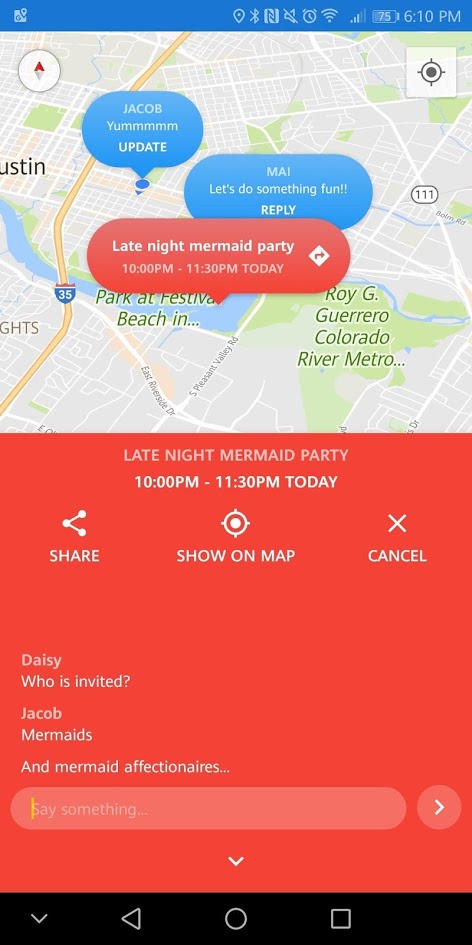 75 6:10 PM
JACOB
Yummmmm
UPDATE
ustin
MAI
Let's do something fun!!
REPLY
111
Bolm Rd
Late night mermaid party
10:00PM - 11:30PM TODAY
35
Park at Festiva
Beach in...
GHTS
Roy G.
Guerrero
Colorado
River Metro...
S Pleasant Valley Rd
East Riverside Dr
LATE NIGHT MERMAID PARTY
10:00PM - 11:30PM TODAY
SHARE
SHOW ON MAP
CANCEL
Daisy
Who is invited?
Jacob
Mermaids
And mermaid affectionaires...
Say something...